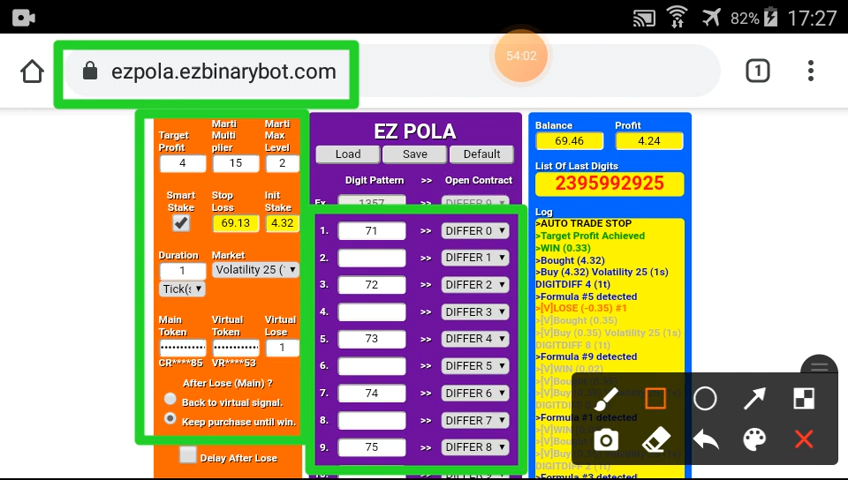 82% 17:27
ezpola.ezbinarybot.com
54:02
1
Target Profit
Marti Multi plier
Marti Max Level
4 15 2
Smart Stake
Stop Loss
Init Stake
69.13 4.32
Duration Market
1 Volatility 25 (
Tick(s
Main Token
Virtual Token
Virtual Lose
•••••••••••• •••••••••••• 1
CR****85 VR****53
After Lose (Main) ?
Back to virtual signal.
Keep purchase until win.
Delay After Lose
EZ POLA
Load Save Default
Digit Pattern >> Open Contract
Ex. 1357 >> DIFFER 9
1. 71 >> DIFFER 0
2. >> DIFFER 1
3. 72 >> DIFFER 2
4. >> DIFFER 3
5. 73 >> DIFFER 4
6. >> DIFFER 5
7. 74 >> DIFFER 6
8. >> DIFFER 7
9. 75 >> DIFFER 8
Balance Profit
69.46 4.24
List Of Last Digits
2395992925
Log
>AUTO TRADE STOP
>Target Profit Achieved
>WIN (0.33)
>Bought (4.32)
>Buy (4.32) Volatility 25 (1s)
DIGITDIFF 4 (1t)
>Formula #5 detected
>[V]LOSE (-0.35) #1
>[V]Bought (0.35)
>[V]Buy (0.35) Volatility 25 (1s)
DIGITDIFF 8 (1t)
>Formula #9 detected
>[V]WIN (0.02)